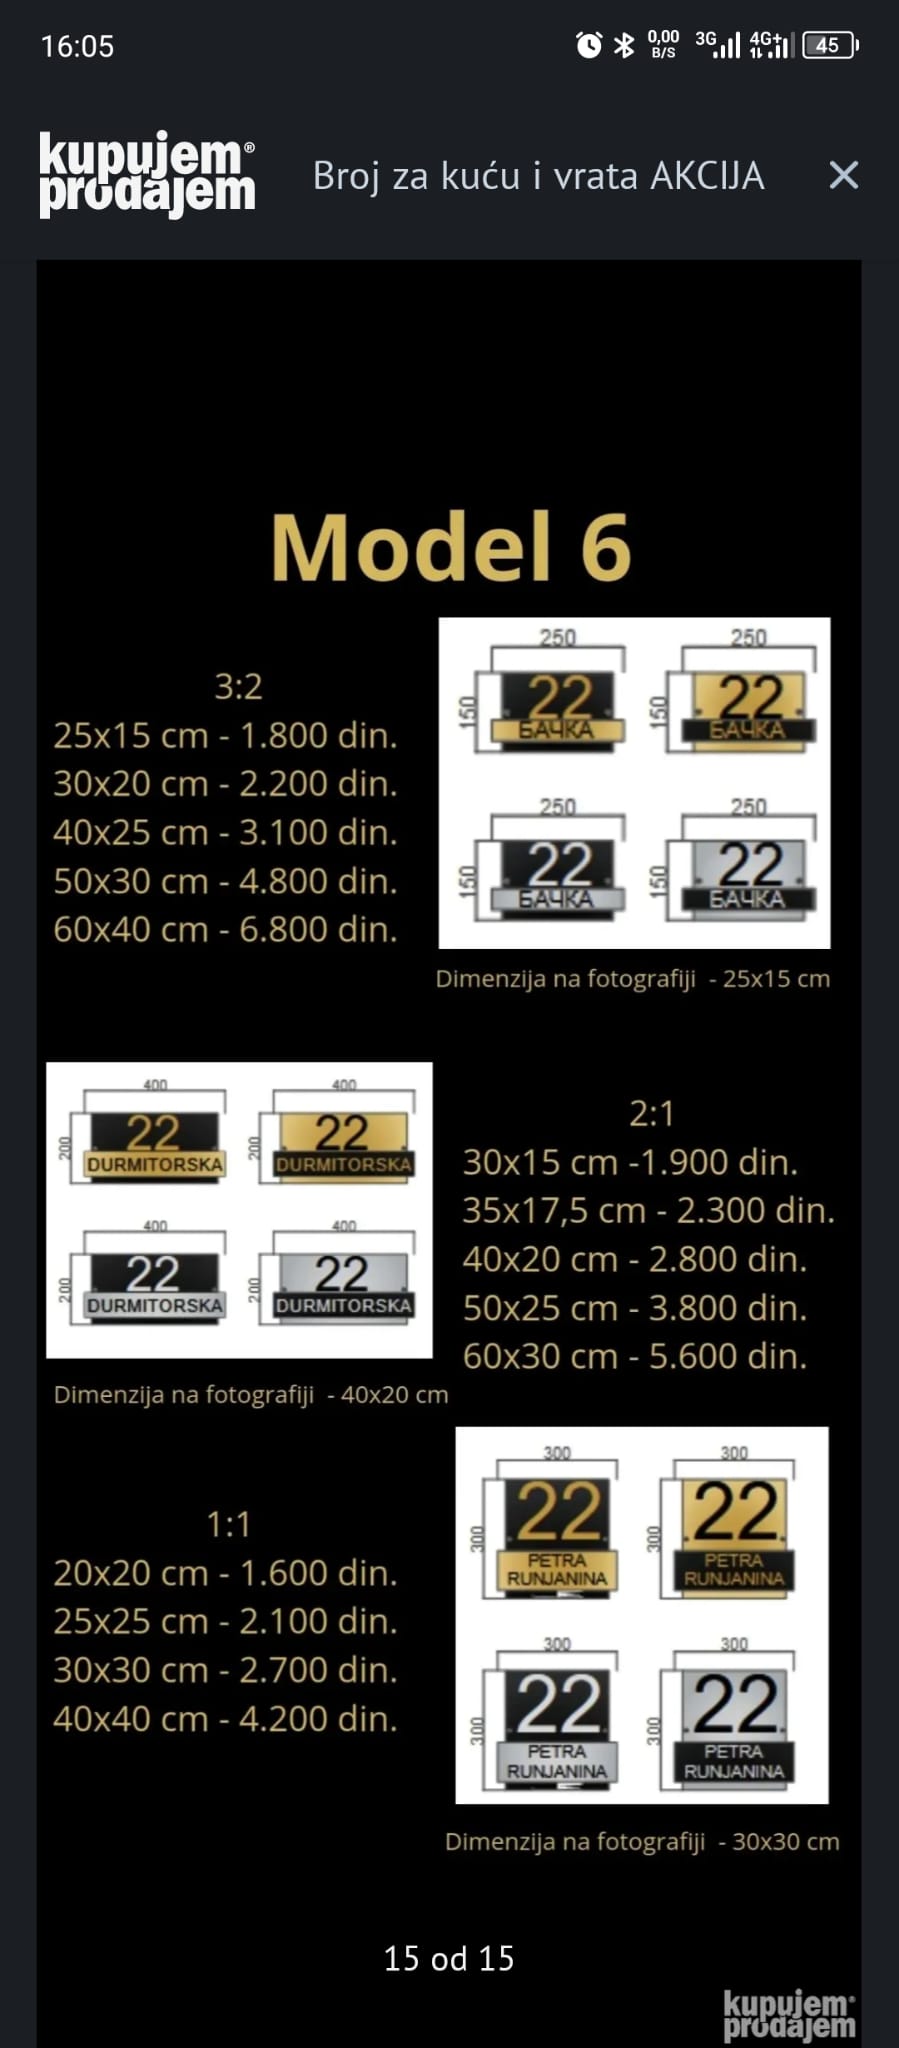 16:05
0,00
B/S
3G
4G+
45
kupujem®
prodajem
Broj za kuću i vrata AKCIJA
Model 6
3:2
25x15 cm - 1.800 din.
30x20 cm - 2.200 din.
40x25 cm - 3.100 din.
50x30 cm - 4.800 din.
60x40 cm - 6.800 din.
250
250
150
22
БАЧКА
150
22
БАЧКА
250
250
150
22
БАЧКА
150
22
БАЧКА
Dimenzija na fotografiji - 25x15 cm
400
400
200
22
DURMITORSKA
200
22
DURMITORSKA
400
400
200
22
DURMITORSKA
200
22
DURMITORSKA
Dimenzija na fotografiji - 40x20 cm
2:1
30x15 cm -1.900 din.
35x17,5 cm - 2.300 din.
40x20 cm - 2.800 din.
50x25 cm - 3.800 din.
60x30 cm - 5.600 din.
1:1
20x20 cm - 1.600 din.
25x25 cm - 2.100 din.
30x30 cm - 2.700 din.
40x40 cm - 4.200 din.
300
300
300
22
PETRA
RUNJANINA
300
22
PETRA
RUNJANINA
300
300
300
22
PETRA
RUNJANINA
300
22
PETRA
RUNJANINA
Dimenzija na fotografiji - 30x30 cm
15 od 15
kupujem®
prodajem